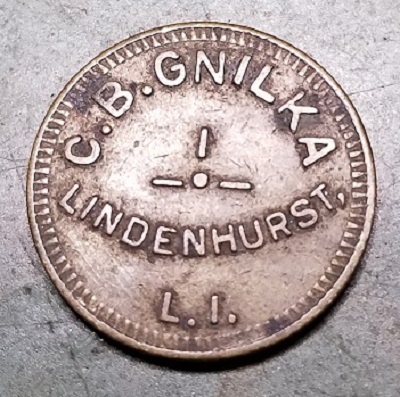 C.B.GNILKA
LINDENHURST,
L.I.